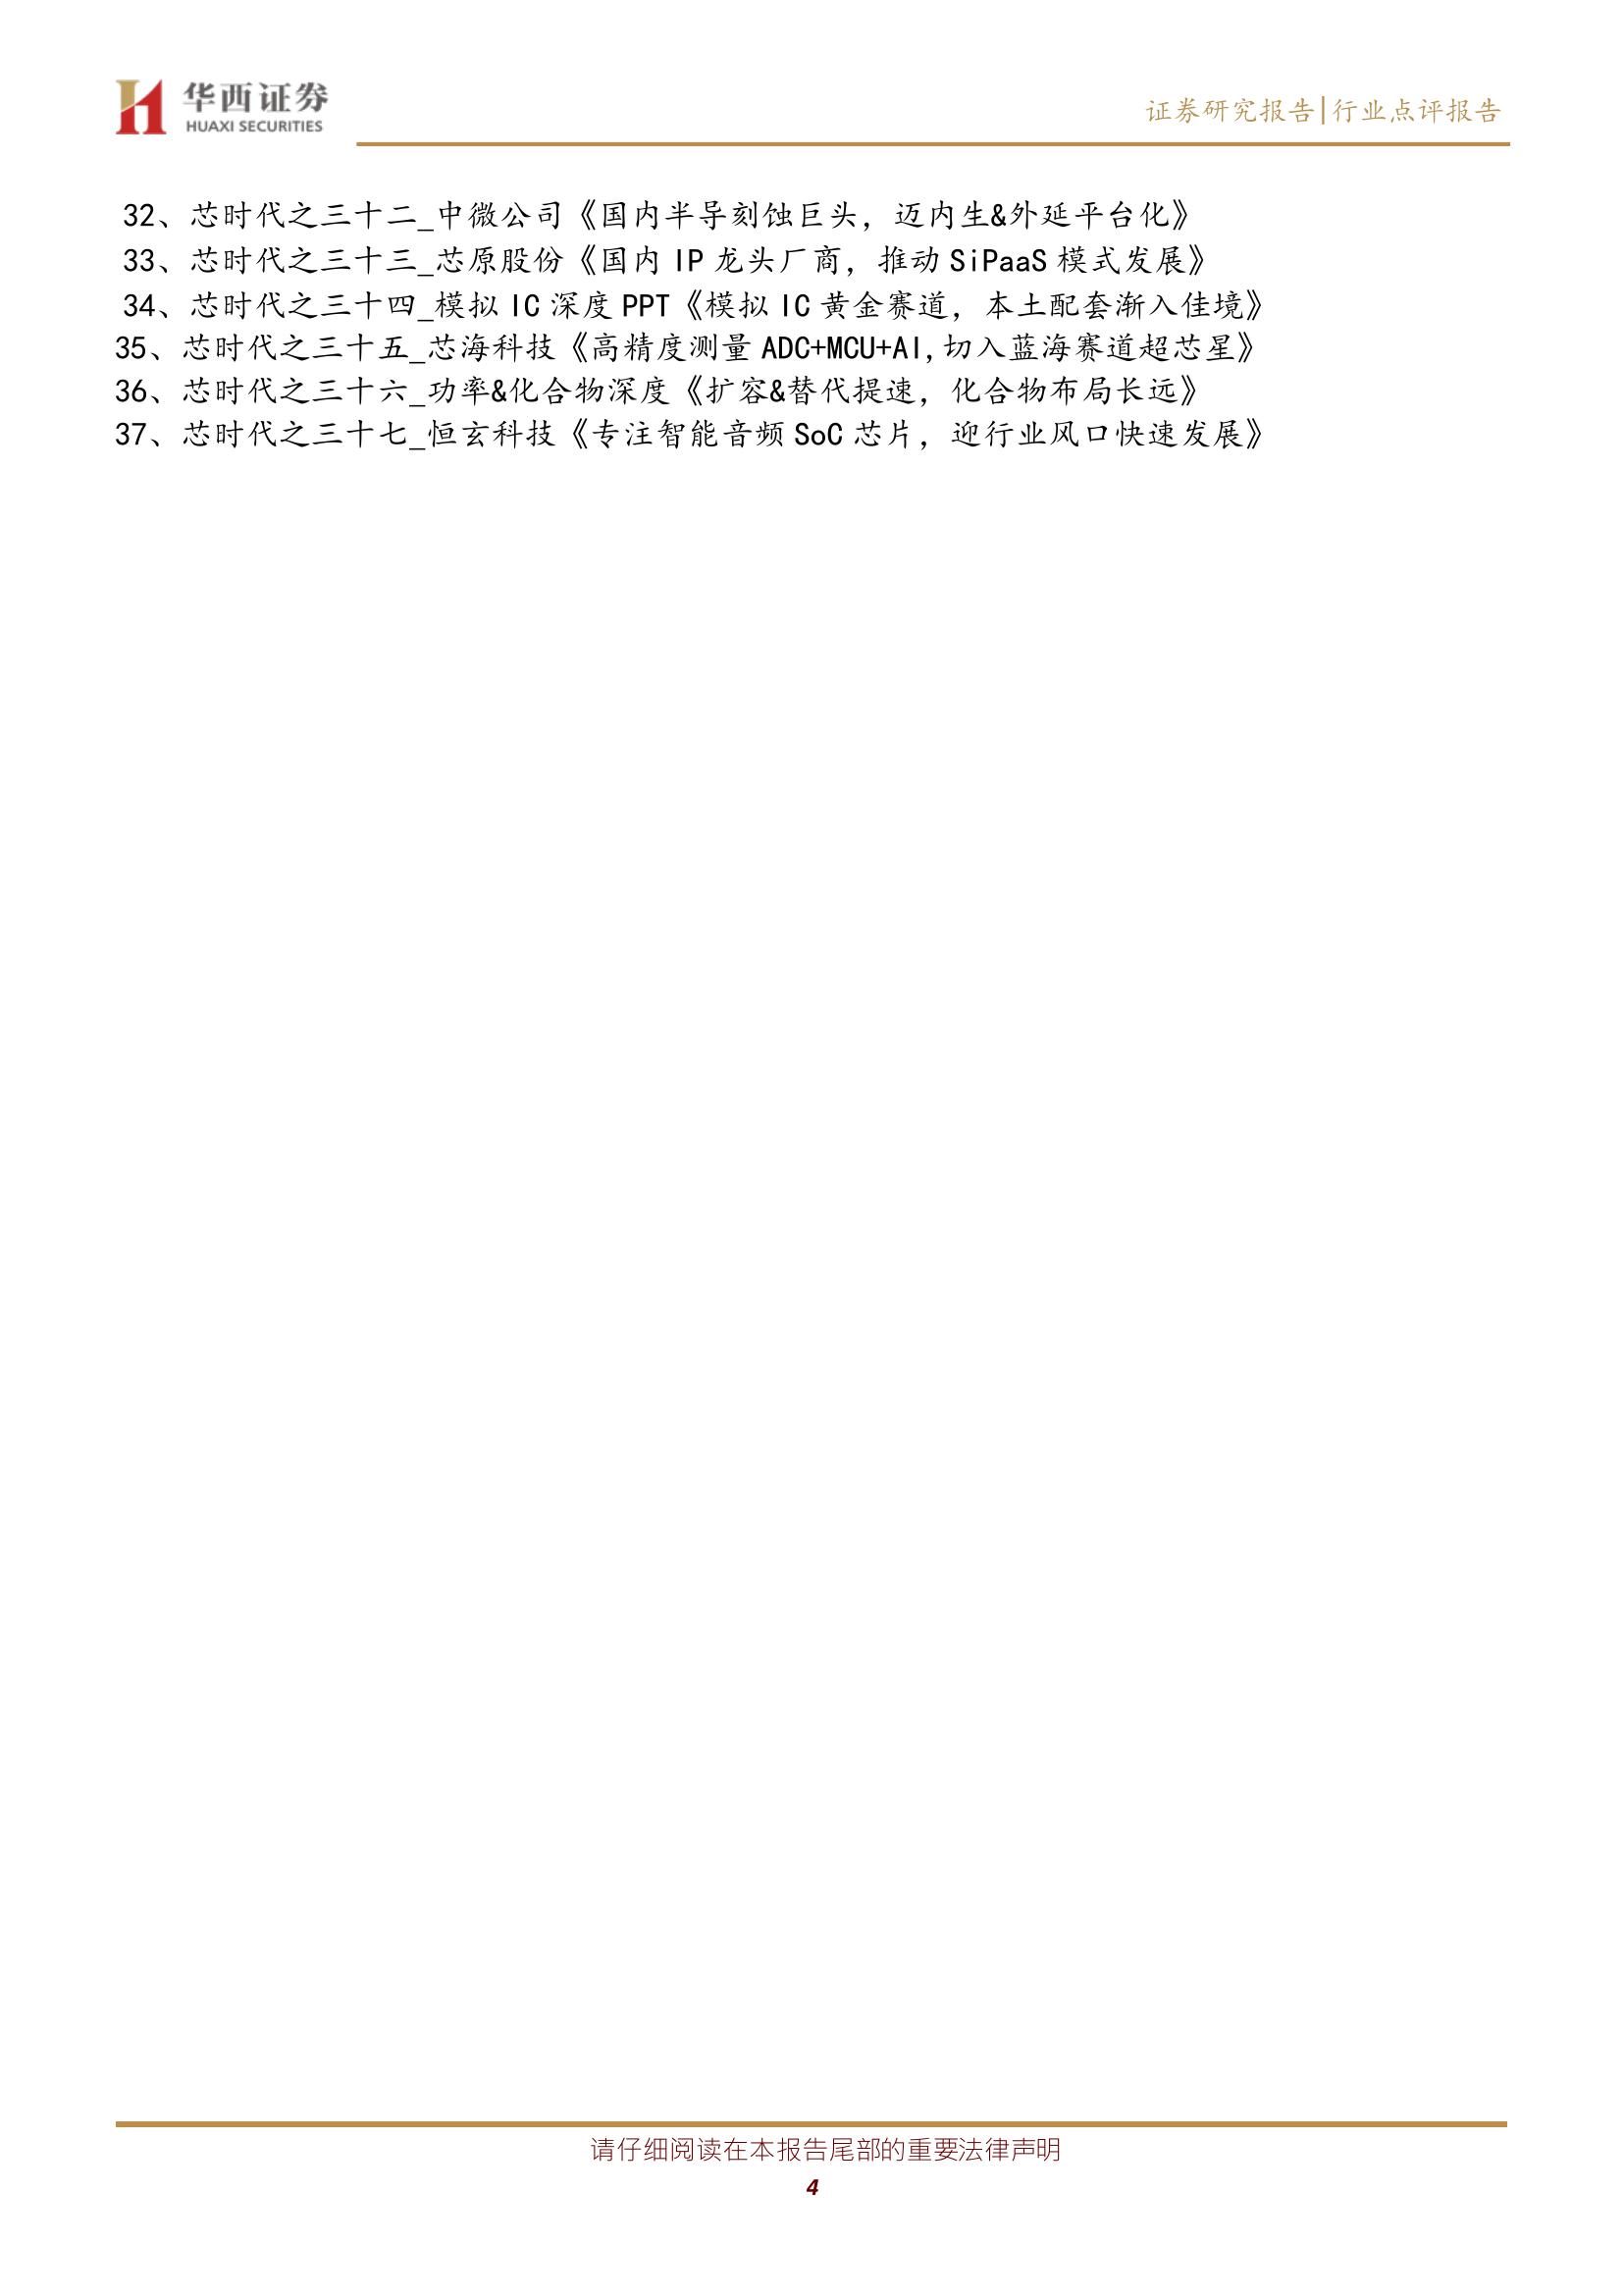 华西证券
HUAXI SECURITIES
证券研究报告|行业点评报告
32、芯时代之三十二_中微公司《国内半导刻蚀巨头，迈内生&外延平台化》
33、芯时代之三十三_芯原股份《国内 IP 龙头厂商，推动 SiPaaS 模式发展》
34、芯时代之三十四_模拟 IC 深度 PPT《模拟 IC 黄金赛道，本土配套渐入佳境》
35、芯时代之三十五_芯海科技《高精度测量 ADC+MCU+AI,切入蓝海赛道超芯星》
36、芯时代之三十六_功率&化合物深度《扩容&替代提速，化合物布局长远》
37、芯时代之三十七_恒玄科技《专注智能音频 SoC 芯片，迎行业风口快速发展》
请仔细阅读在本报告尾部的重要法律声明
4